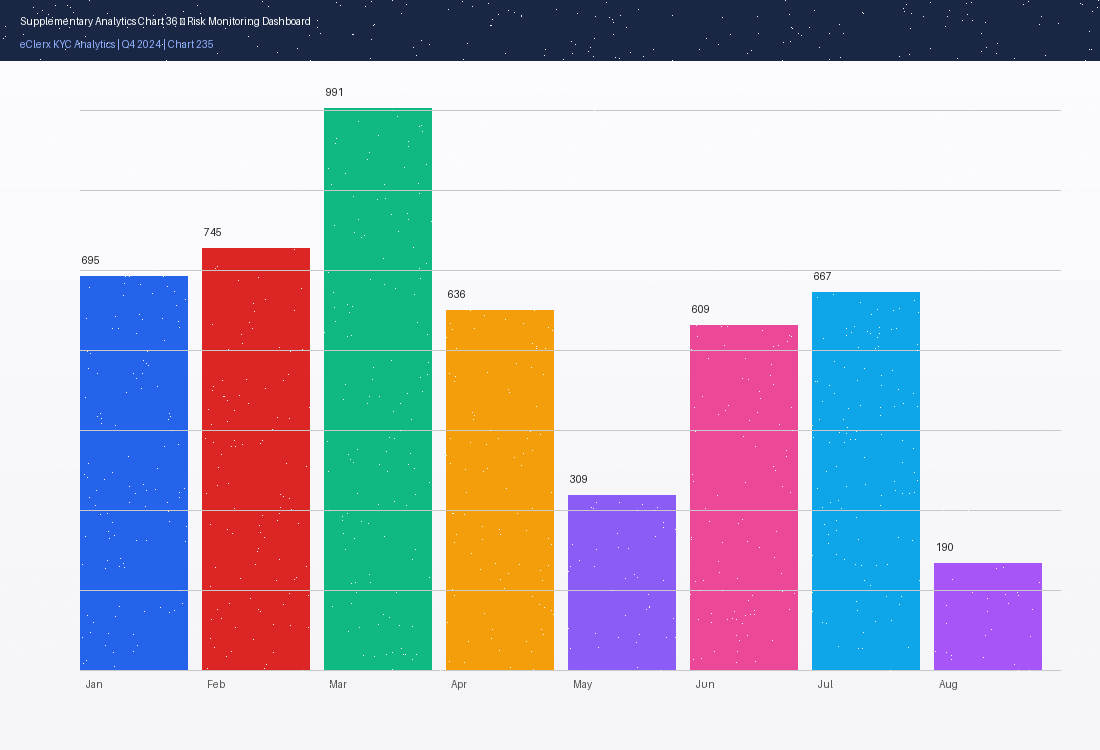 Supplementary Analytics Chart 36 □ Risk Monitoring Dashboard
eClerx KYC Analytics | Q4 2024 | Chart 235
991
745
695
667
636
609
309
190
Jan Feb Mar Apr May Jun Jul Aug